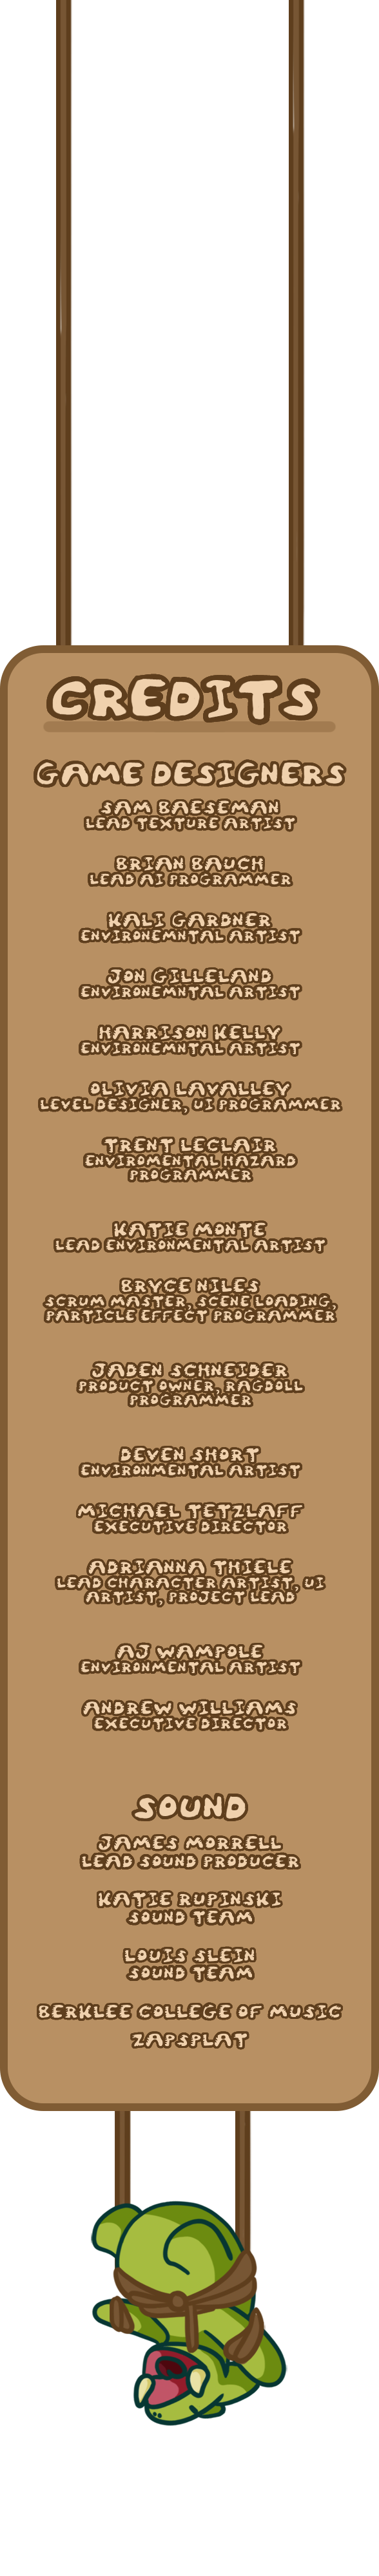 CREDITS
GAME DESIGNERS
SAM BAESEMAN
LEAD TEXTURE ARTIST
BRIAN BAUCH
LEAD AI PROGRAMMER
KALI GARDNER
ENVIRONEMNTAL ARTIST
JON GILLELAND
ENVIRONEMNTAL ARTIST
HARRISON KELLY
ENVIRONEMNTAL ARTIST
OLIVIA LAVALLEY
LEVEL DESIGNER, UI PROGRAMMER
TRENT LECLAIR
ENVIROMENTAL HAZARD
PROGRAMMER
KATIE MONTE
LEAD ENVIRONMENTAL ARTIST
BRYCE NILES
SCRUM MASTER, SCENE LOADING,
PARTICLE EFFECT PROGRAMMER
JADEN SCHNEIDER
PRODUCT OWNER, RAGDOLL
PROGRAMMER
DEVEN SHORT
ENVIRONMENTAL ARTIST
MICHAEL TETZLAFF
EXECUTIVE DIRECTOR
ADRIANNA THIELE
LEAD CHARACTER ARTIST, UI
ARTIST, PROJECT LEAD
AJ WAMPOLE
ENVIRONMENTAL ARTIST
ANDREW WILLIAMS
EXECUTIVE DIRECTOR
SOUND
JAMES MORRELL
LEAD SOUND PRODUCER
KATIE RUPINSKI
SOUND TEAM
LOUIS SLEIN
SOUND TEAM
BERKLEE COLLEGE OF MUSIC
ZAPSPLAT